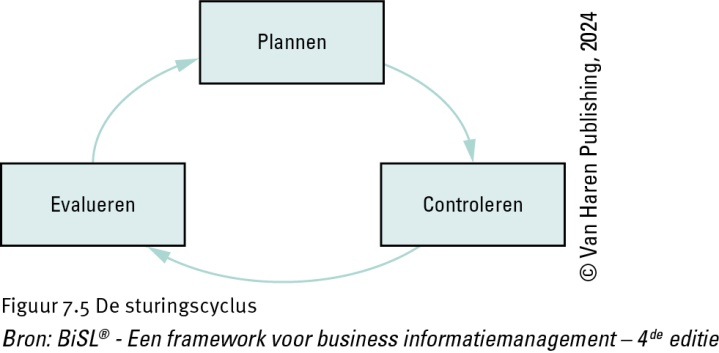 Plannen
Evalueren
Controleren
© Van Haren Publishing, 2024
Figuur 7.5 De sturingscyclus
Bron: BiSL® - Een framework voor business informatiemanagement – 4de editie